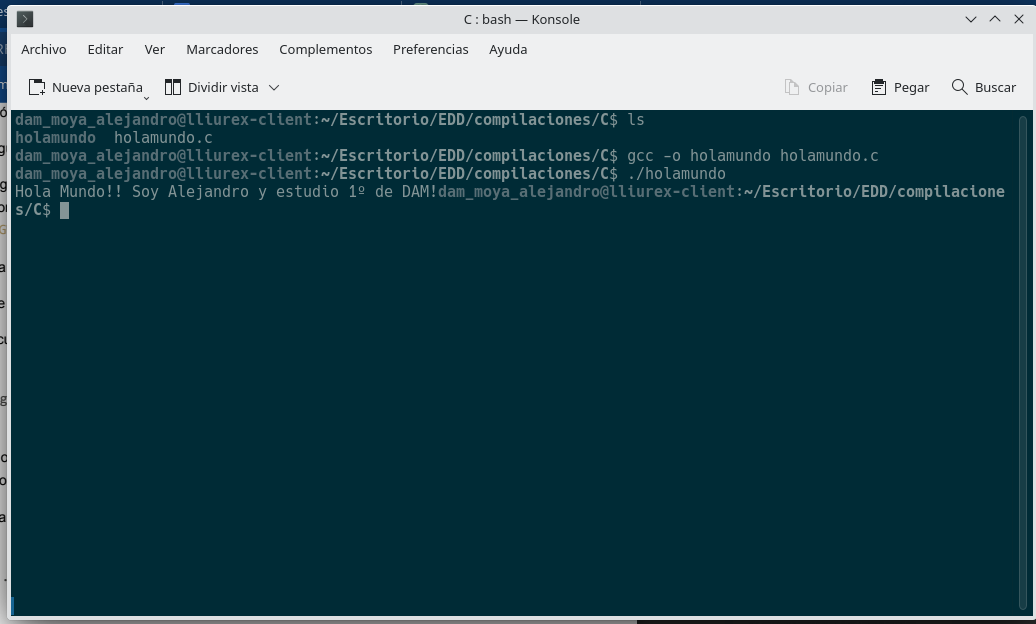 C : bash — Konsole
Archivo Editar Ver Marcadores Complementos Preferencias Ayuda
Nueva pestaña Dividir vista Copiar Pegar Buscar
dam_moya_alejandro@lliurex-client:~/Escritorio/EDD/compilaciones/C$ ls
holamundo holamundo.c
dam_moya_alejandro@lliurex-client:~/Escritorio/EDD/compilaciones/C$ gcc -o holamundo holamundo.c
dam_moya_alejandro@lliurex-client:~/Escritorio/EDD/compilaciones/C$ ./holamundo
Hola Mundo!! Soy Alejandro y estudio 1º de DAM!dam_moya_alejandro@lliurex-client:~/Escritorio/EDD/compilacione
s/C$